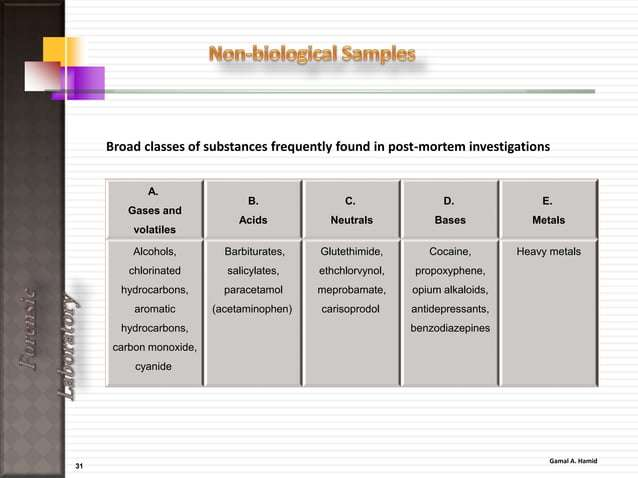 Non-biological Samples
Broad classes of substances frequently found in post-mortem investigations
A.
Gases and
volatiles
B.
Acids
C.
Neutrals
D.
Bases
E.
Metals
Alcohols,
chlorinated
hydrocarbons,
aromatic
hydrocarbons,
carbon monoxide,
cyanide
Barbiturates,
salicylates,
paracetamol
(acetaminophen)
Glutethimide,
ethchlorvynol,
meprobamate,
carisoprodol
Cocaine,
propoxyphene,
opium alkaloids,
antidepressants,
benzodiazepines
Heavy metals
Forensic
Laboratory
Gamal A. Hamid
31